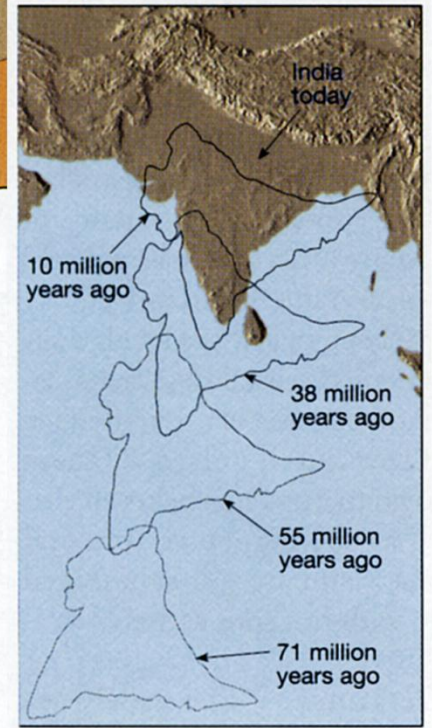 India
today
10 million
years ago
38 million
years ago
55 million
years ago
71 million
years ago